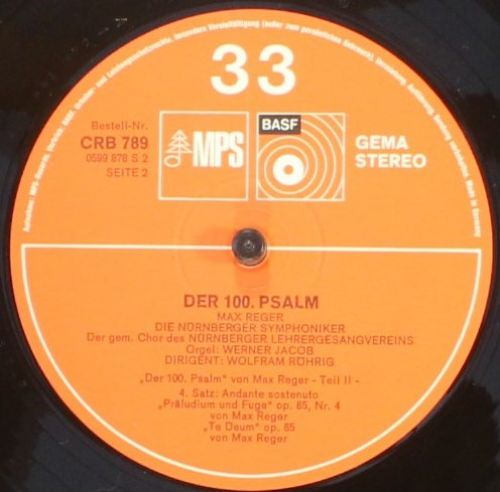 33
Bestell-Nr.
CRB 789
0599 878 S 2
SEITE 2
MPS
BASF
GEMA
STEREO
DER 100. PSALM
MAX REGER
DIE NÜRNBERGER SYMPHONIKER
Der gem. Chor des NÜRNBERGER LEHRERGESANGVEREINS
Orgel: WERNER JACOB
DIRIGENT: WOLFRAM RÖHRIG
„Der 100. Psalm“ von Max Reger - Teil II -
4. Satz: Andante sostenuto
„Präludium und Fuge“ op. 85, Nr. 4
von Max Reger
„Te Deum“ op. 65
von Max Reger